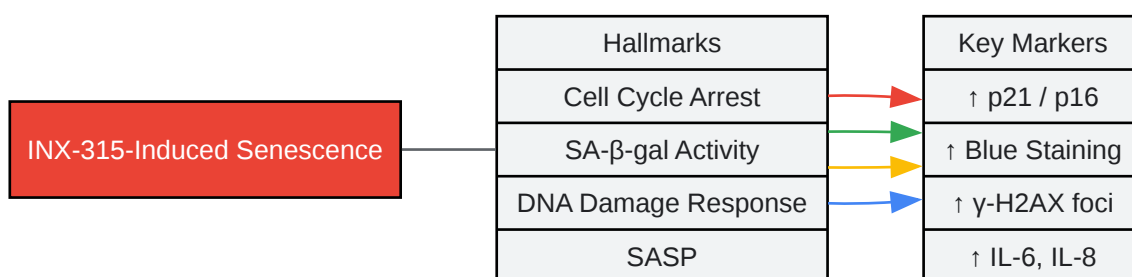 Hallmarks
Key Markers
Cell Cycle Arrest
↑ p21 / p16
INX-315-Induced Senescence
SA-β-gal Activity
↑ Blue Staining
DNA Damage Response
↑ γ-H2AX foci
SASP
↑ IL-6, IL-8